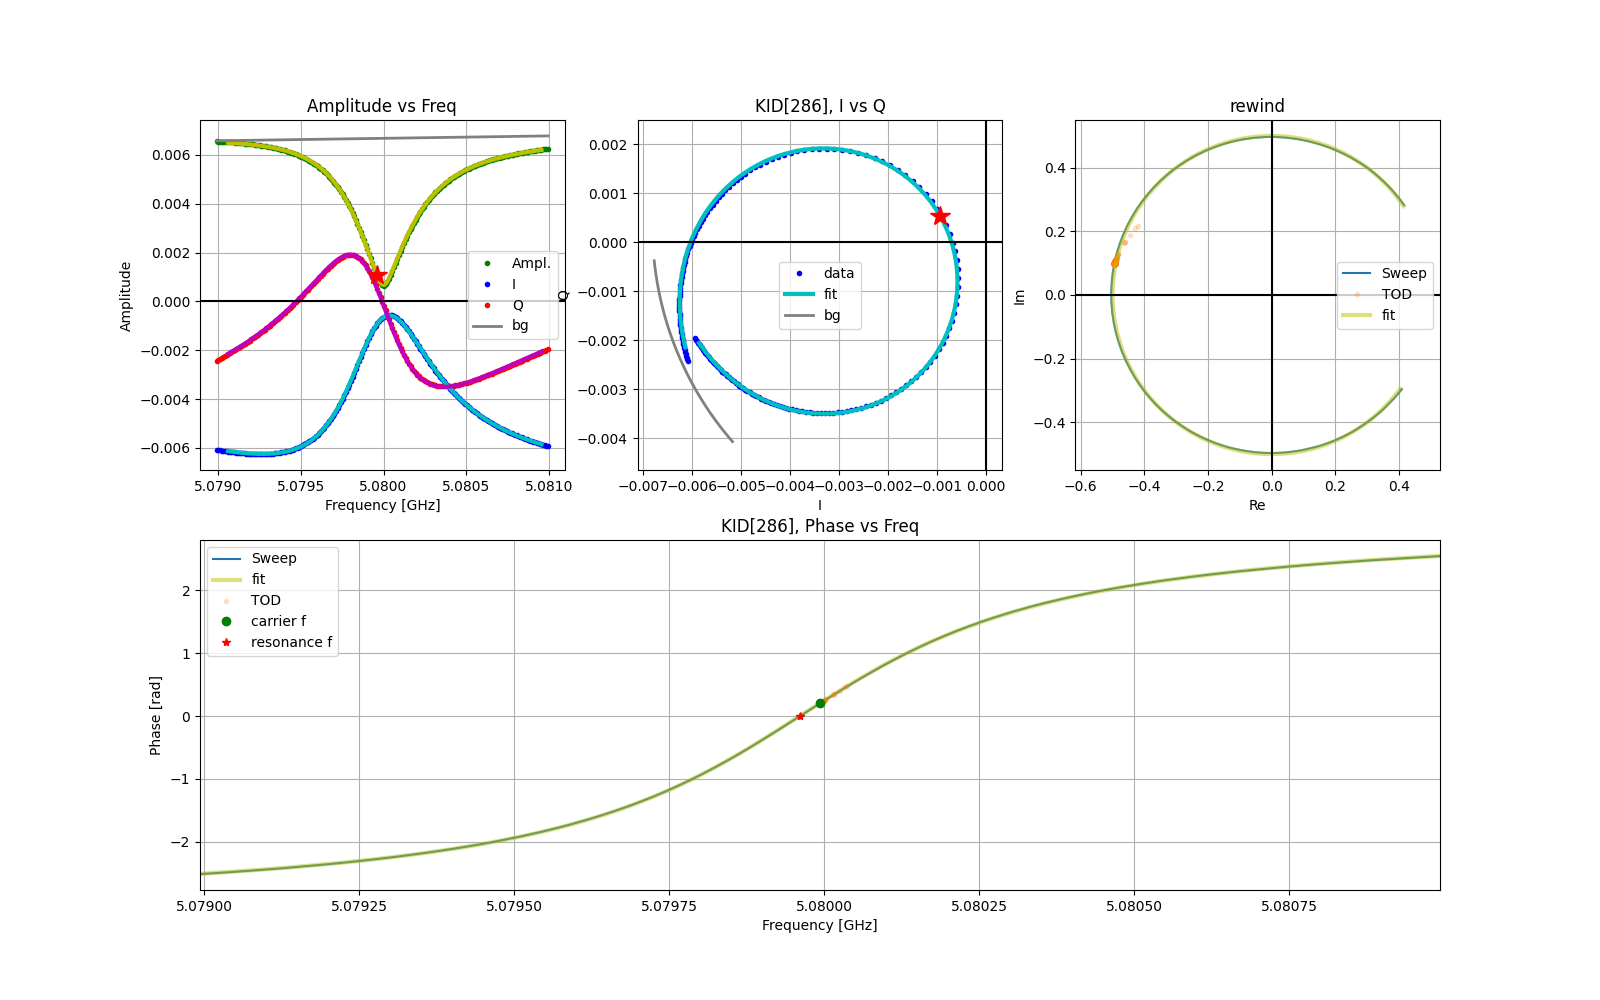 Amplitude vs Freq
Amplitude
0.006
0.004
0.002
0.000
−0.002
−0.004
−0.006
5.0790 5.0795 5.0800 5.0805 5.0810
Frequency [GHz]
Ampl.
I
Q
bg
KID[286], I vs Q
Q
0.002
0.001
0.000
−0.001
−0.002
−0.003
−0.004
−0.007 −0.006 −0.005 −0.004 −0.003 −0.002 −0.001 0.000
I
data
fit
bg
rewind
Im
0.4
0.2
0.0
−0.2
−0.4
−0.6 −0.4 −0.2 0.0 0.2 0.4
Re
Sweep
TOD
fit
KID[286], Phase vs Freq
Phase [rad]
2
1
0
−1
−2
5.07900 5.07925 5.07950 5.07975 5.08000 5.08025 5.08050 5.08075
Frequency [GHz]
Sweep
fit
TOD
carrier f
resonance f